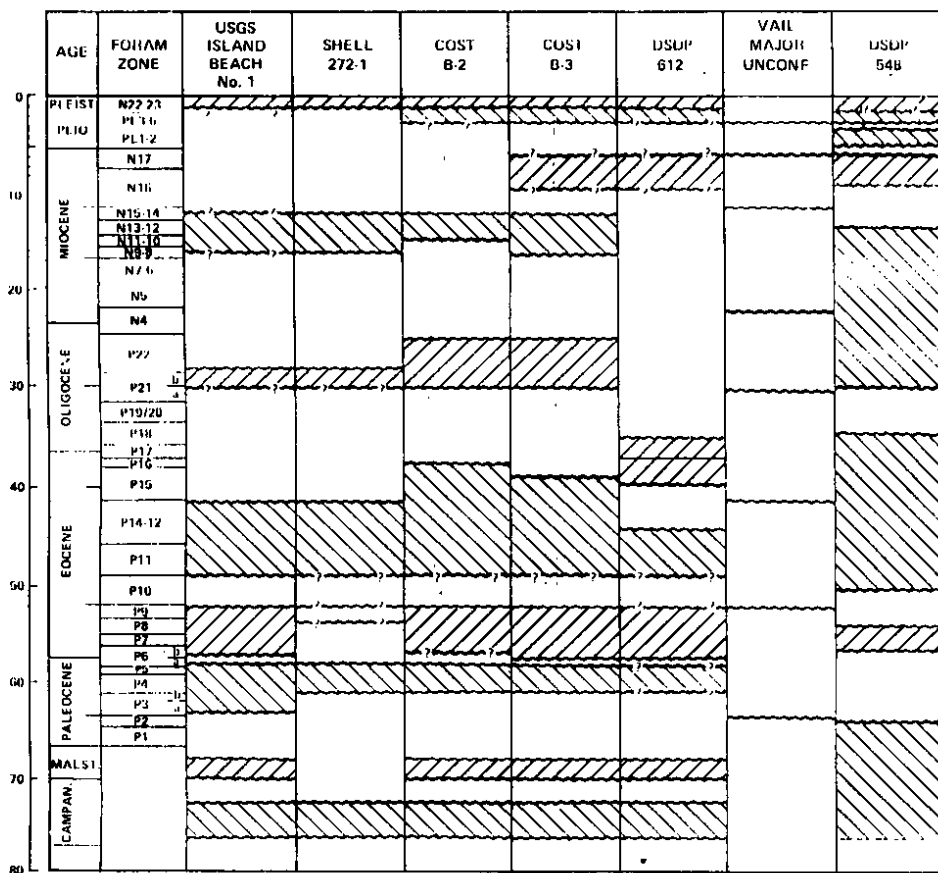 AGE
FORAM ZONE
USGS ISLAND BEACH No. 1
SHELL 272-1
COST B-2
COST B-3
DSDP 612
VAIL MAJOR UNCONF
DSDP 548
0
10
20
30
40
50
60
70
80
PLEIST
PLIO
MIOCENE
OLIGOCENE
EOCENE
PALEOCENE
MAEST
CAMPAN.
N22-23
PL1-2
N17
N16
N15-14
N13-12
N11-10
N9-8
N7-6
N5
N4
P22
P21
b
a
P19/20
P18
P17
P16
P15
P14-12
P11
P10
P9
P8
P7
P6
b
a
P5
P4
P3
b
a
P2
P1